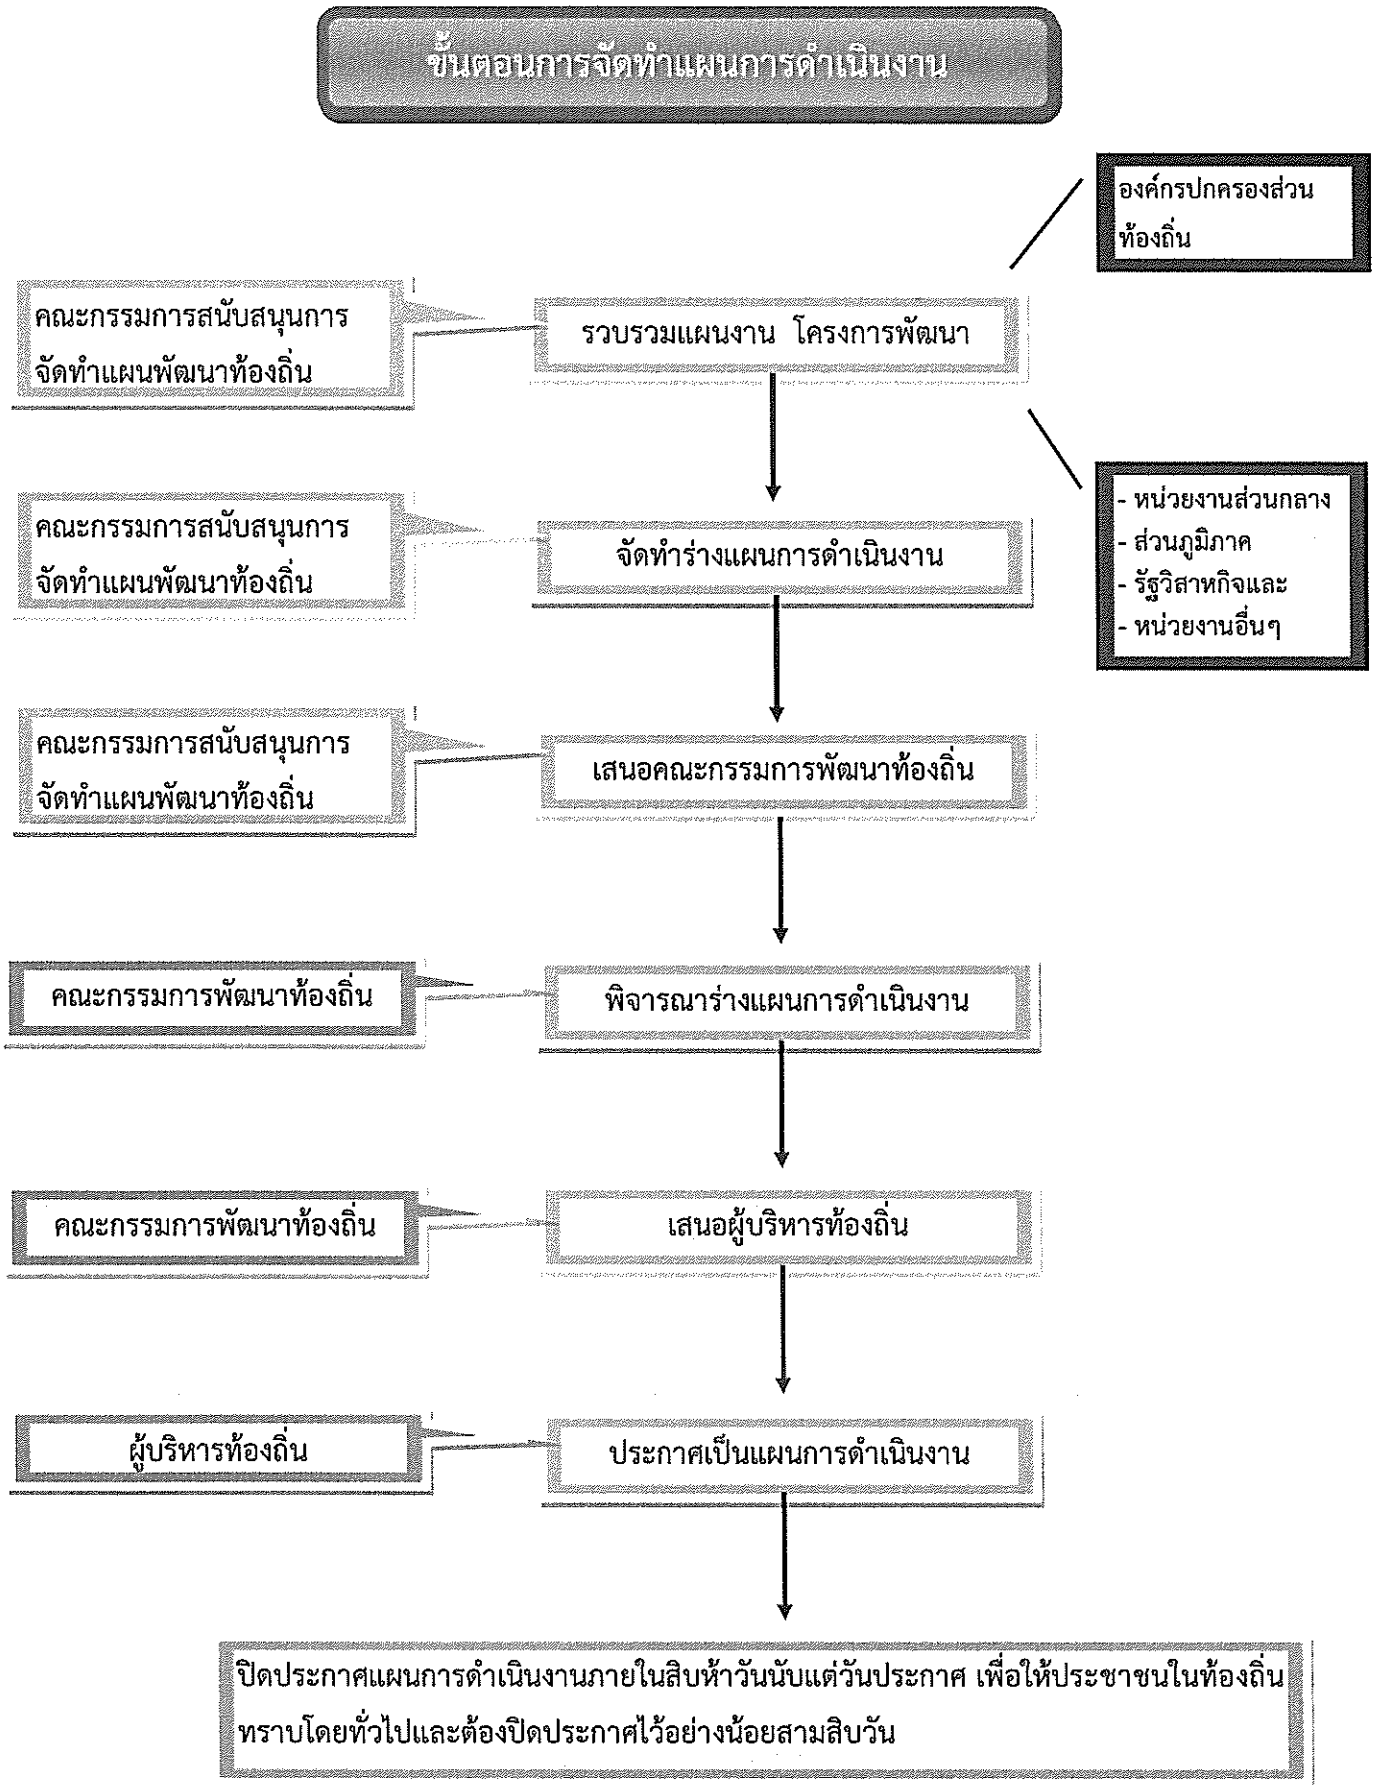 ขั้นตอนการจัดทำแผนการดำเนินงาน
องค์กรปกครองส่วน
ท้องถิ่น
คณะกรรมการสนับสนุนการ
จัดทำแผนพัฒนาท้องถิ่น
รวบรวมแผนงาน โครงการพัฒนา
- หน่วยงานส่วนกลาง
- ส่วนภูมิภาค
- รัฐวิสาหกิจและ
- หน่วยงานอื่นๆ
คณะกรรมการสนับสนุนการ
จัดทำแผนพัฒนาท้องถิ่น
จัดทำร่างแผนการดำเนินงาน
คณะกรรมการสนับสนุนการ
จัดทำแผนพัฒนาท้องถิ่น
เสนอคณะกรรมการพัฒนาท้องถิ่น
คณะกรรมการพัฒนาท้องถิ่น
พิจารณาร่างแผนการดำเนินงาน
คณะกรรมการพัฒนาท้องถิ่น
เสนอผู้บริหารท้องถิ่น
ผู้บริหารท้องถิ่น
ประกาศเป็นแผนการดำเนินงาน
ปิดประกาศแผนการดำเนินงานภายในสิบห้าวันนับแต่วันประกาศ เพื่อให้ประชาชนในท้องถิ่น
ทราบโดยทั่วไปและต้องปิดประกาศไว้อย่างน้อยสามสิบวัน